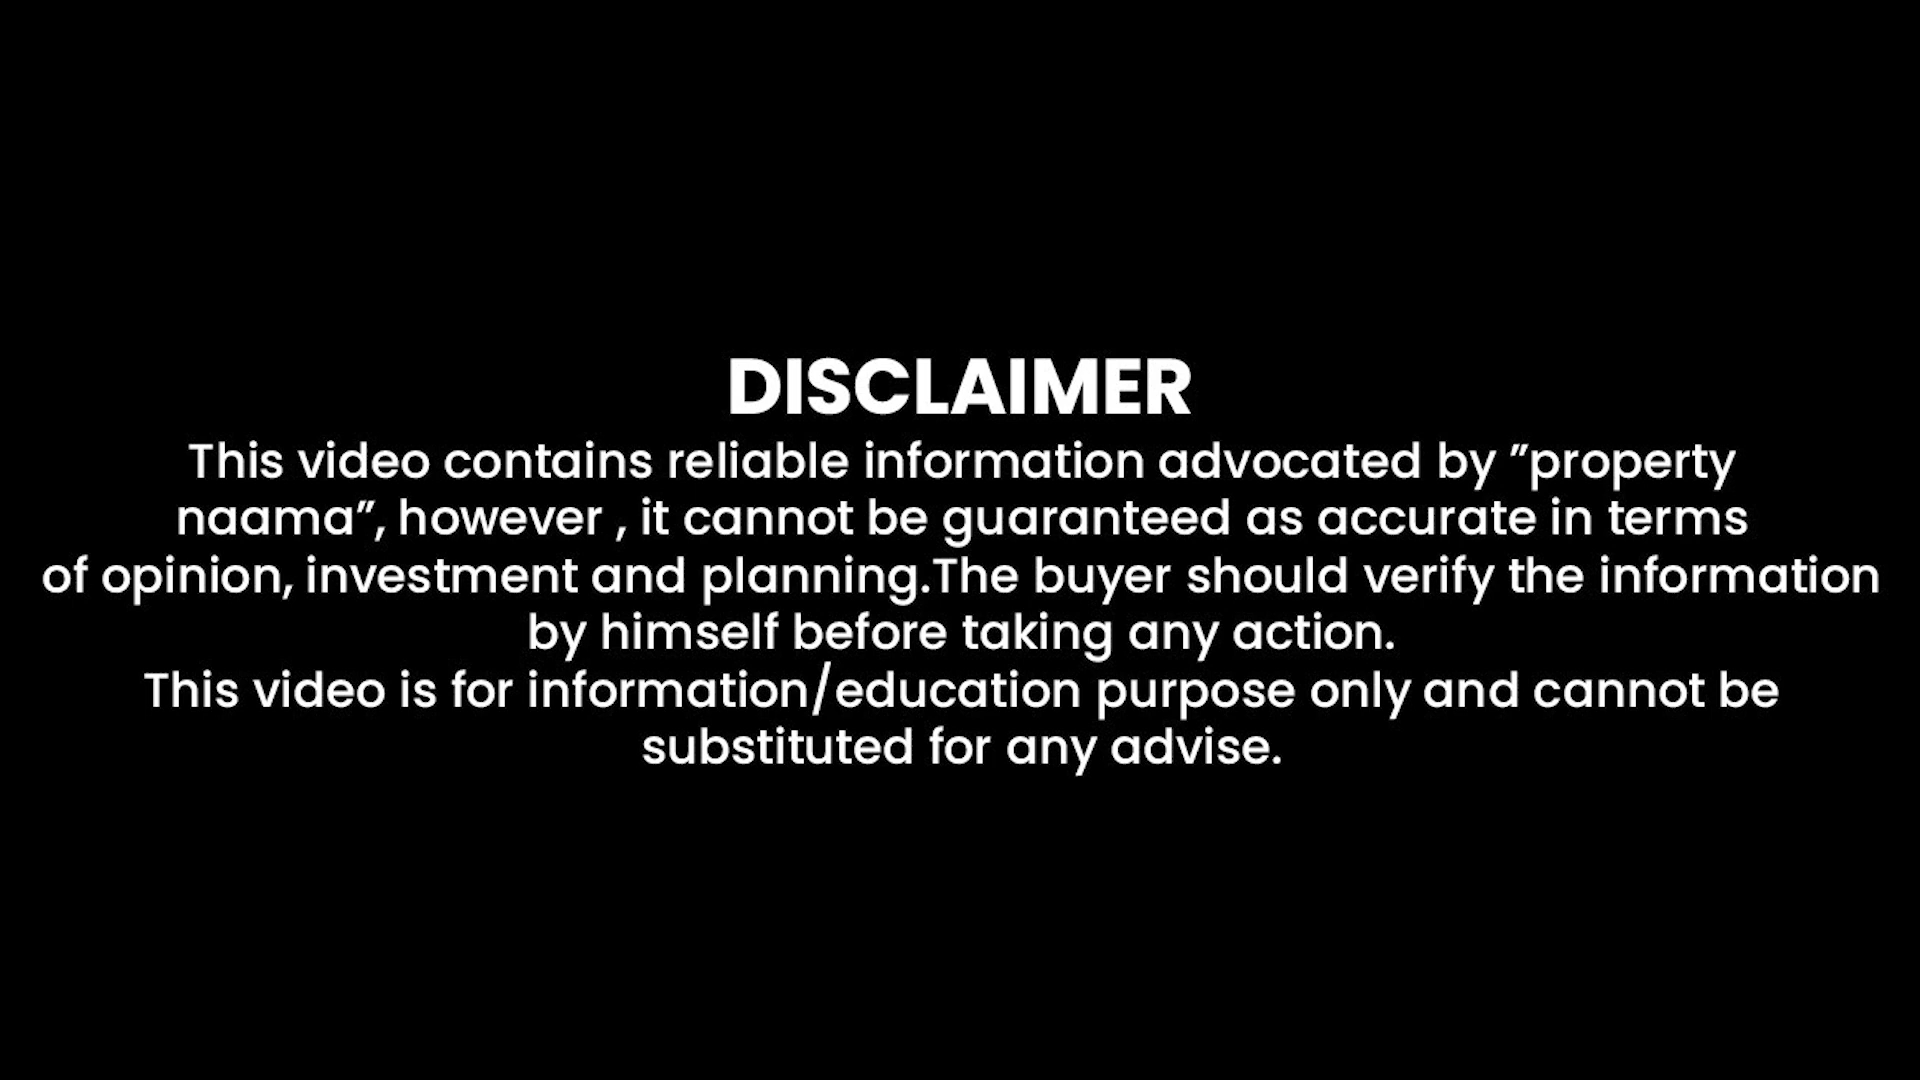 DISCLAIMER
This video contains reliable information advocated by ”property
naama”, however , it cannot be guaranteed as accurate in terms
of opinion, investment and planning.The buyer should verify the information
by himself before taking any action.
This video is for information/education purpose only and cannot be
substituted for any advise.